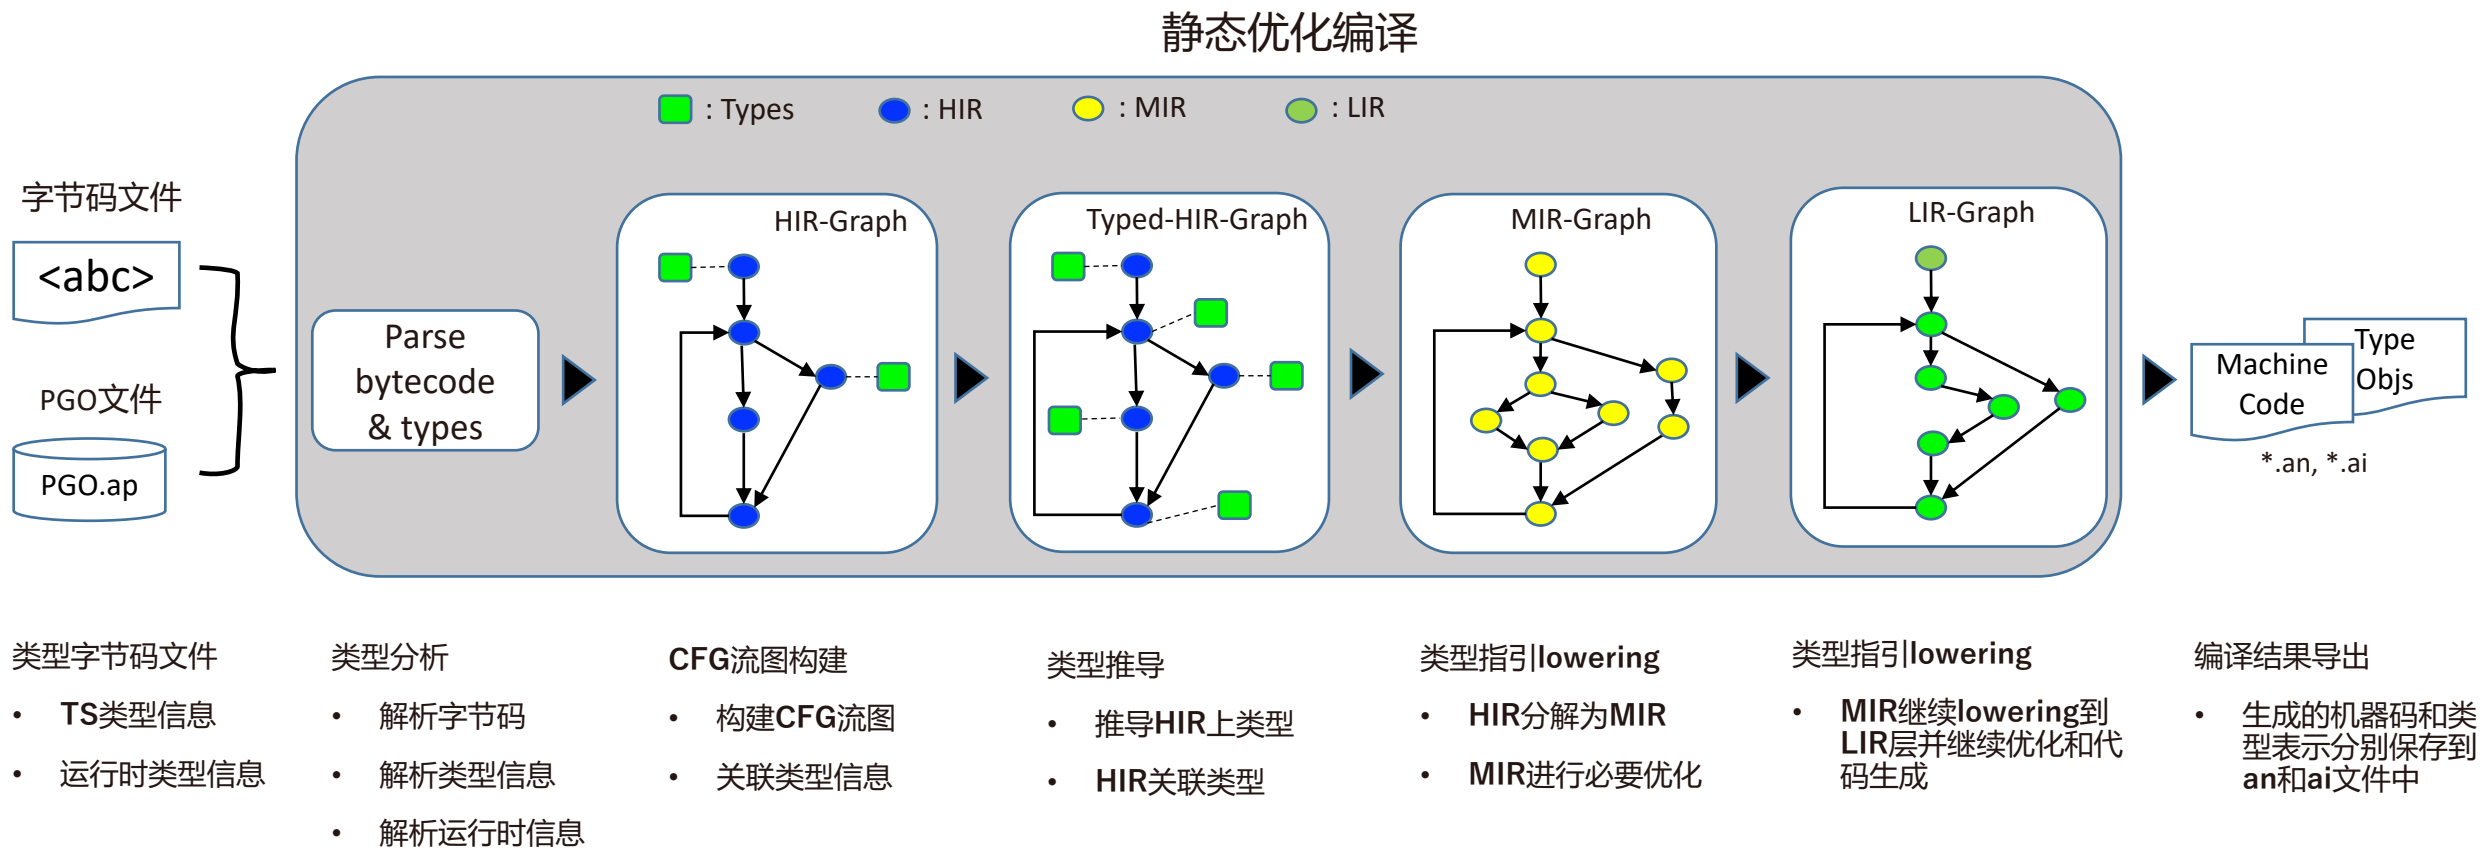 静态优化编译
: Types
: HIR
: MIR
: LIR
字节码文件
<abc>
PGO文件
PGO.ap
Parse
bytecode
& types
HIR-Graph
Typed-HIR-Graph
MIR-Graph
LIR-Graph
Type
Objs
Machine
Code
*.an, *.ai
类型字节码文件
• TS类型信息
• 运行时类型信息
类型分析
• 解析字节码
• 解析类型信息
• 解析运行时信息
CFG流图构建
• 构建CFG流图
• 关联类型信息
类型推导
• 推导HIR上类型
• HIR关联类型
类型指引lowering
• HIR分解为MIR
• MIR进行必要优化
类型指引lowering
• MIR继续lowering到
LIR层并继续优化和代
码生成
编译结果导出
• 生成的机器码和类
型表示分别保存到
an和ai文件中